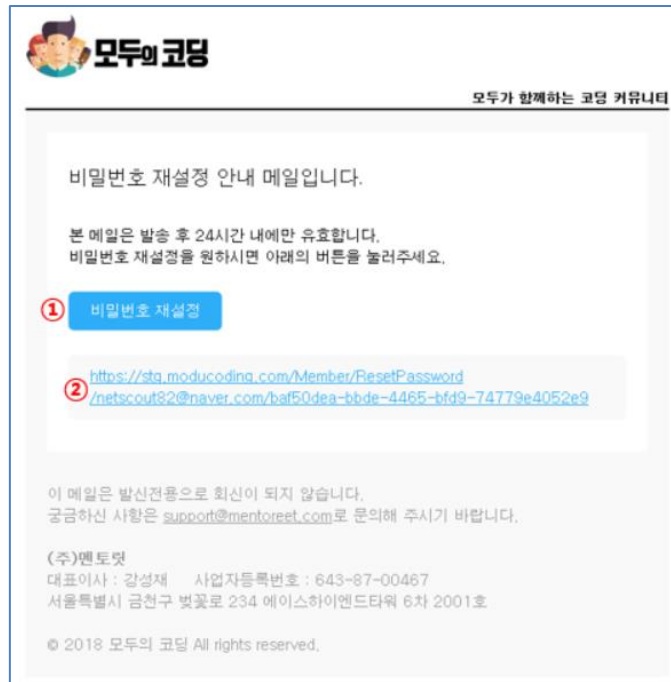 모두의 코딩
모두가 함께하는 코딩 커뮤니티
비밀번호 재설정 안내 메일입니다.
본 메일은 발송 후 24시간 내에만 유효합니다.
비밀번호 재설정을 원하시면 아래의 버튼을 눌러주세요.
① 비밀번호 재설정
② https://stg.moducoding.com/Member/ResetPassword
/netscout82@naver.com/baf50dea-bbde-4465-bfd9-74779e4052e9
이 메일은 발신전용으로 회신이 되지 않습니다.
궁금하신 사항은 support@mentoreet.com로 문의해 주시기 바랍니다.
(주)멘토릿
대표이사 : 강성재 사업자등록번호 : 643-87-00467
서울특별시 금천구 벚꽃로 234 에이스하이엔드타워 6차 2001호
© 2018 모두의 코딩 All rights reserved.